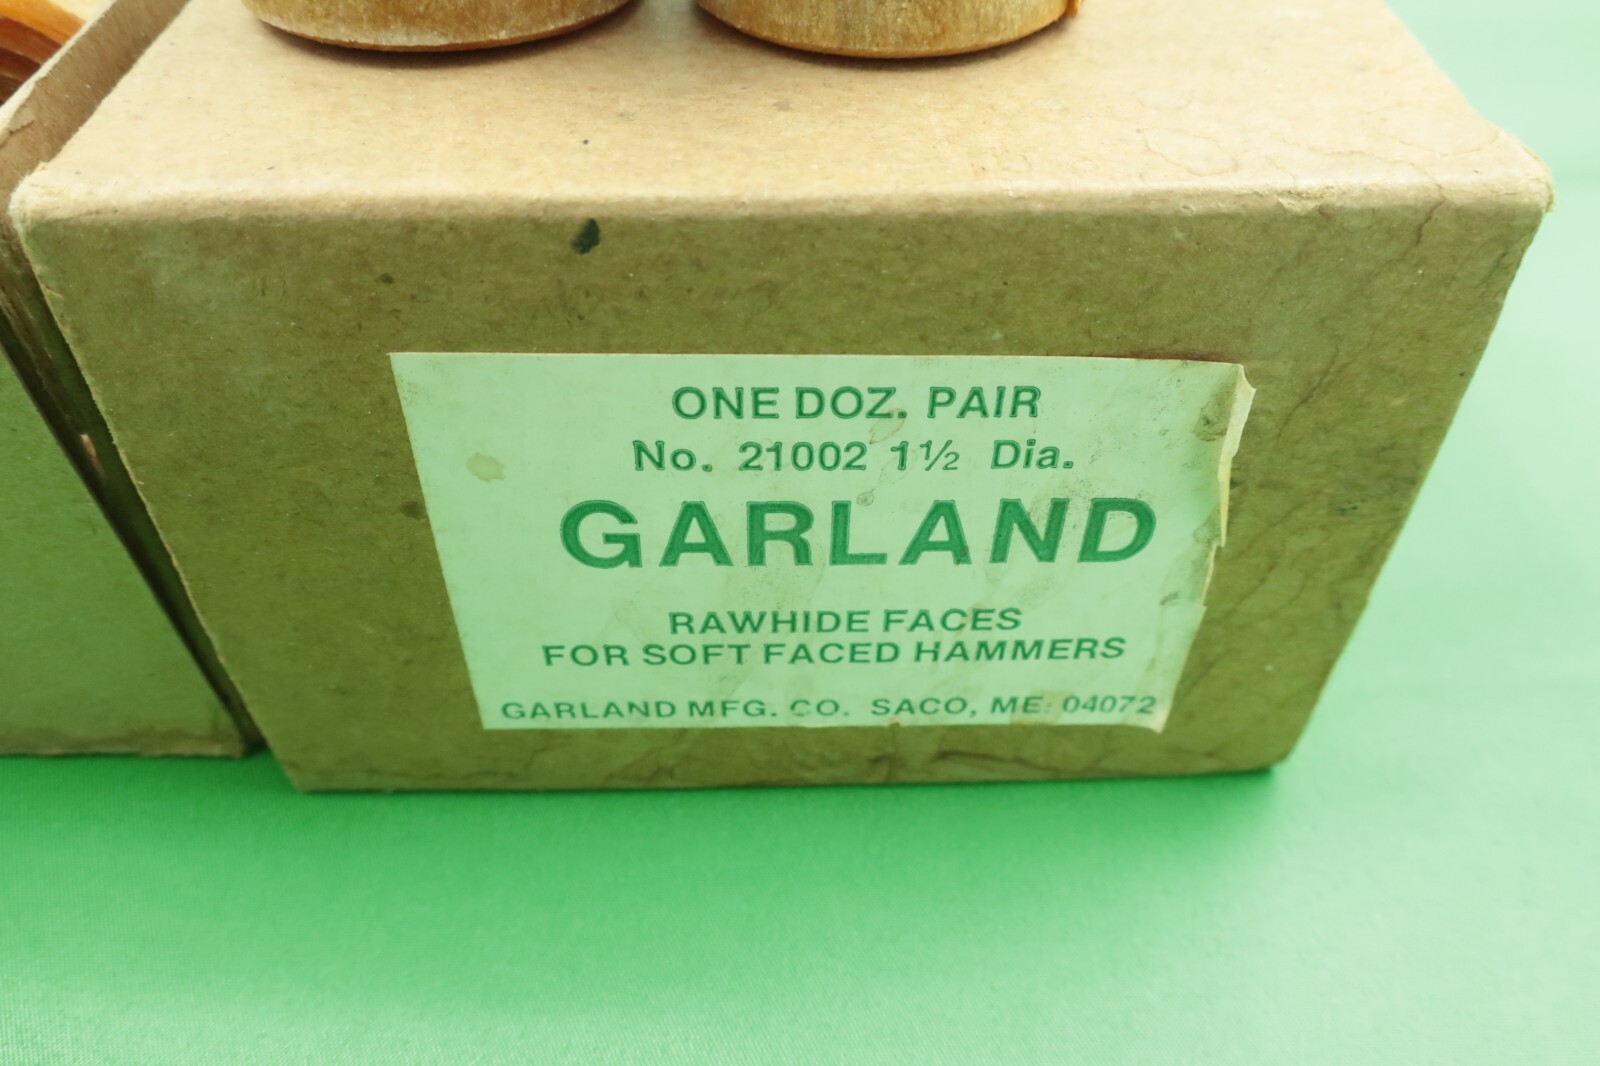 ONE DOZ. PAIR
No. 21002 1½ Dia.
GARLAND
RAWHIDE FACES
FOR SOFT FACED HAMMERS
GARLAND MFG. CO. SACO, ME. 04072